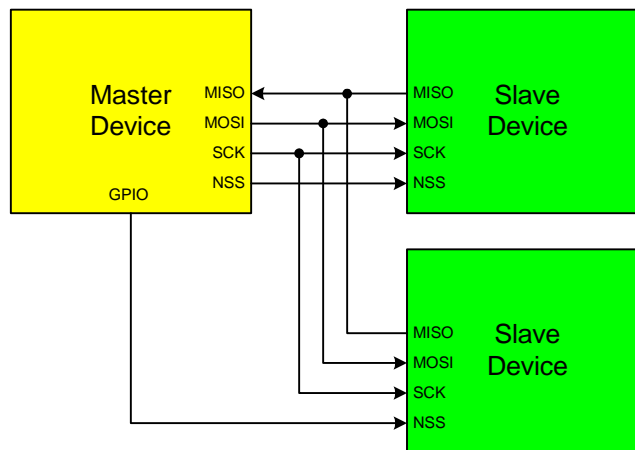 Master
Device
MISO
MOSI
SCK
NSS
GPIO
MISO
MOSI
SCK
NSS
Slave
Device
MISO
MOSI
SCK
NSS
Slave
Device